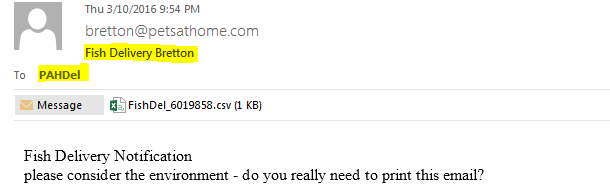 Thu 3/10/2016 9:54 PM
bretton@petsathome.com
Fish Delivery Bretton
To PAHDel
Message FishDel_6019858.csv (1 KB)
Fish Delivery Notification
please consider the environment - do you really need to print this email?